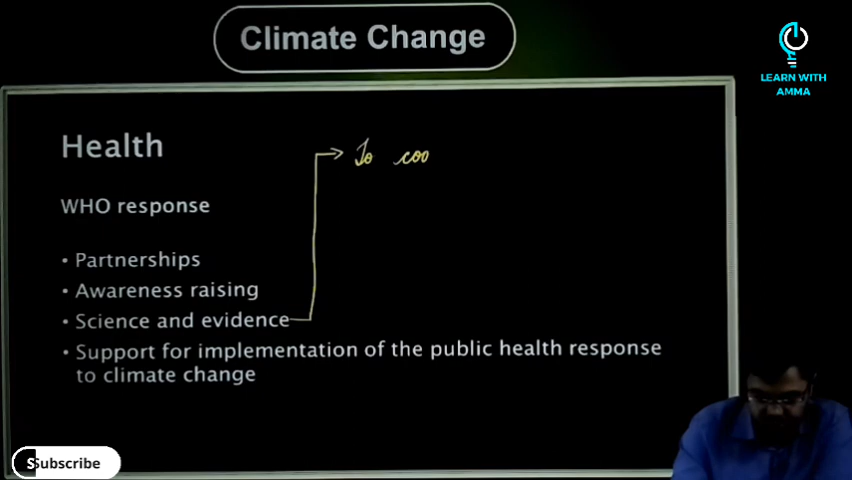 Climate Change
LEARN WITH
AMMA
Health
To coo
WHO response
• Partnerships
• Awareness raising
• Science and evidence
• Support for implementation of the public health response
to climate change
Subscribe